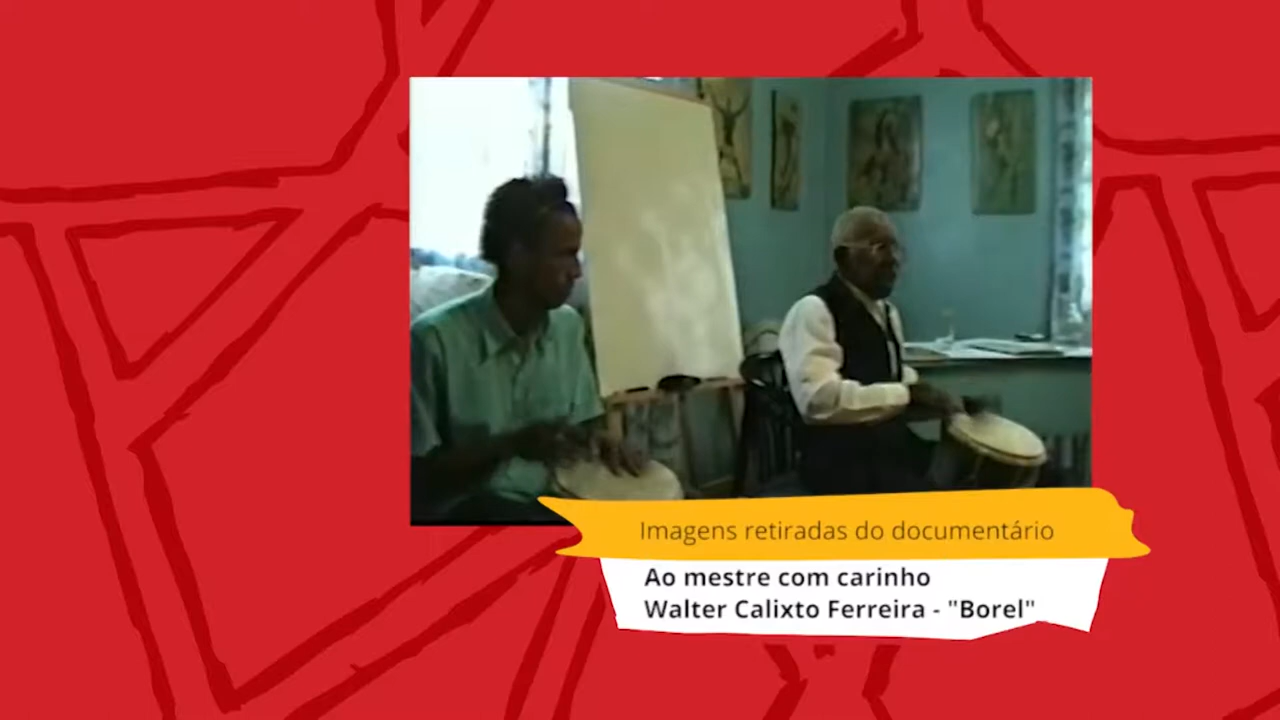 Imagens retiradas do documentário
Ao mestre com carinho
Walter Calixto Ferreira - "Borel"